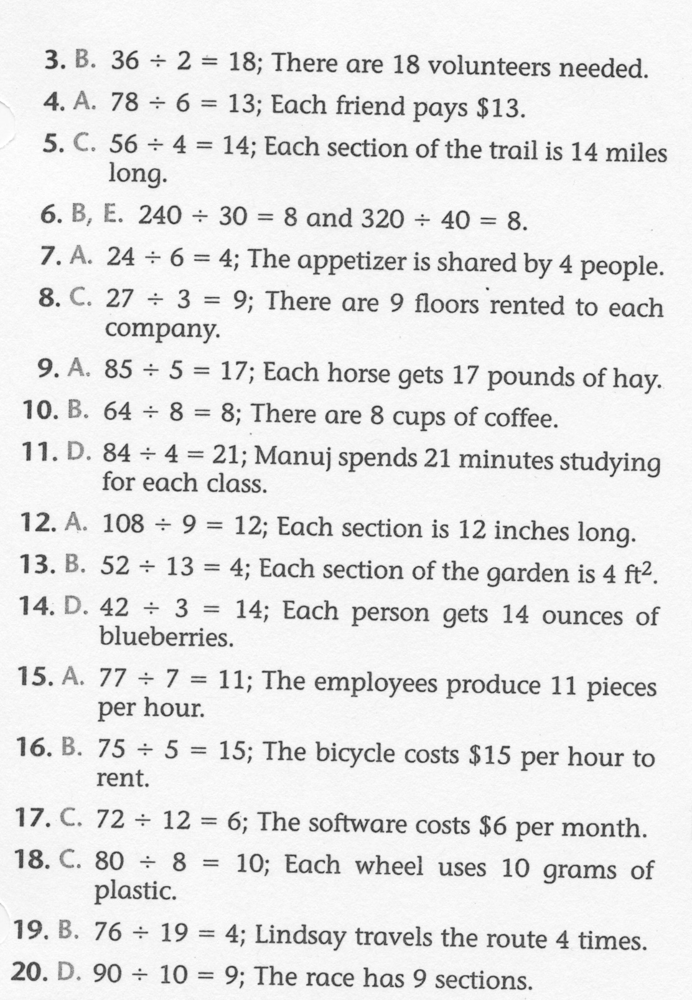 3. B. 36 ÷ 2 = 18; There are 18 volunteers needed.
4. A. 78 ÷ 6 = 13; Each friend pays $13.
5. C. 56 ÷ 4 = 14; Each section of the trail is 14 miles
long.
6. B, E. 240 ÷ 30 = 8 and 320 ÷ 40 = 8.
7. A. 24 ÷ 6 = 4; The appetizer is shared by 4 people.
8. C. 27 ÷ 3 = 9; There are 9 floors rented to each
company.
9. A. 85 ÷ 5 = 17; Each horse gets 17 pounds of hay.
10. B. 64 ÷ 8 = 8; There are 8 cups of coffee.
11. D. 84 ÷ 4 = 21; Manuj spends 21 minutes studying
for each class.
12. A. 108 ÷ 9 = 12; Each section is 12 inches long.
13. B. 52 ÷ 13 = 4; Each section of the garden is 4 ft².
14. D. 42 ÷ 3 = 14; Each person gets 14 ounces of
blueberries.
15. A. 77 ÷ 7 = 11; The employees produce 11 pieces
per hour.
16. B. 75 ÷ 5 = 15; The bicycle costs $15 per hour to
rent.
17. C. 72 ÷ 12 = 6; The software costs $6 per month.
18. C. 80 ÷ 8 = 10; Each wheel uses 10 grams of
plastic.
19. B. 76 ÷ 19 = 4; Lindsay travels the route 4 times.
20. D. 90 ÷ 10 = 9; The race has 9 sections.